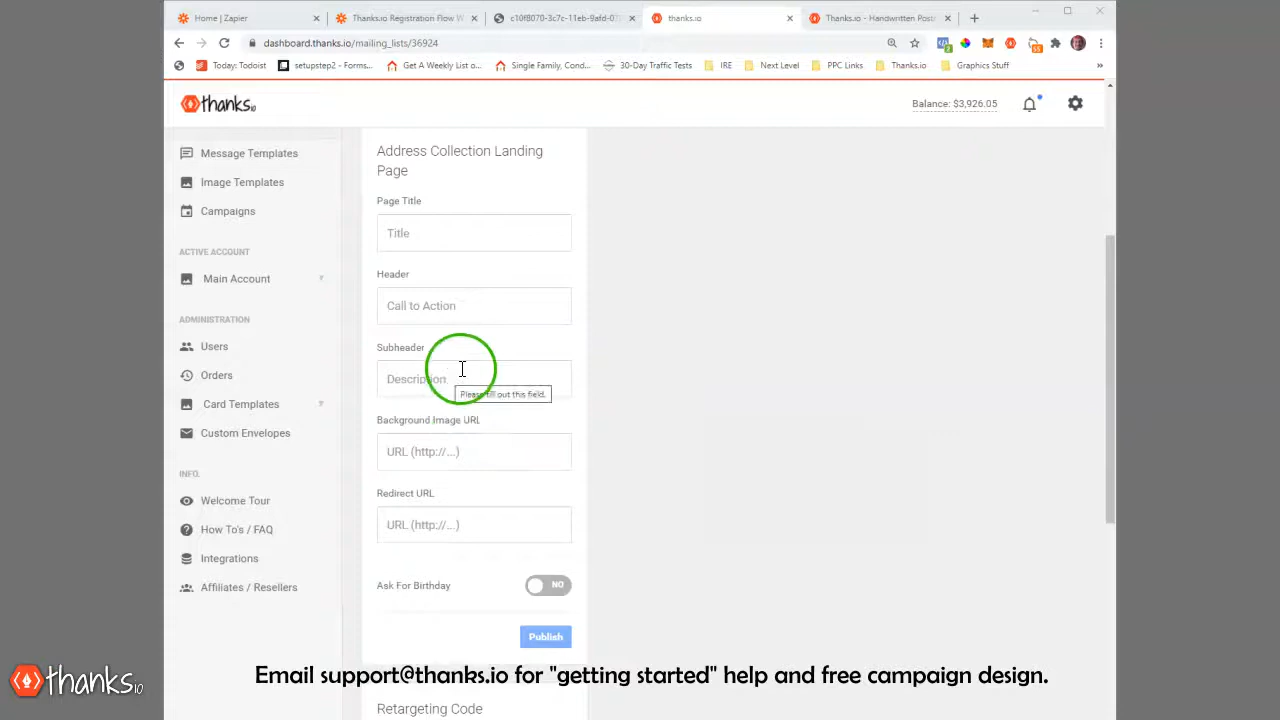 Home | Zapier
Thanks.io Registration Flow W
c10f8070-3c7c-11eb-9afd-07
thanks.io
Thanks.io - Handwritten Post
dashboard.thanks.io/mailing_lists/36924
Today: Todoist
setupstep2 - Forms...
Get A Weekly List o...
Single Family, Cond...
30-Day Traffic Tests
IRE
Next Level
PPC Links
Thanks.io
Graphics Stuff
»
thanks.io
Balance: $3,926.05
Message Templates
Image Templates
Campaigns
ACTIVE ACCOUNT
Main Account
ADMINISTRATION
Users
Orders
Card Templates
Custom Envelopes
INFO.
Welcome Tour
How To's / FAQ
Integrations
Affiliates / Resellers
Address Collection Landing
Page
Page Title
Title
Header
Call to Action
Subheader
Description
Please fill out this field.
Background Image URL
URL (http://...)
Redirect URL
URL (http://...)
Ask For Birthday
NO
Publish
Retargeting Code
thanks.io
Email support@thanks.io for "getting started" help and free campaign design.